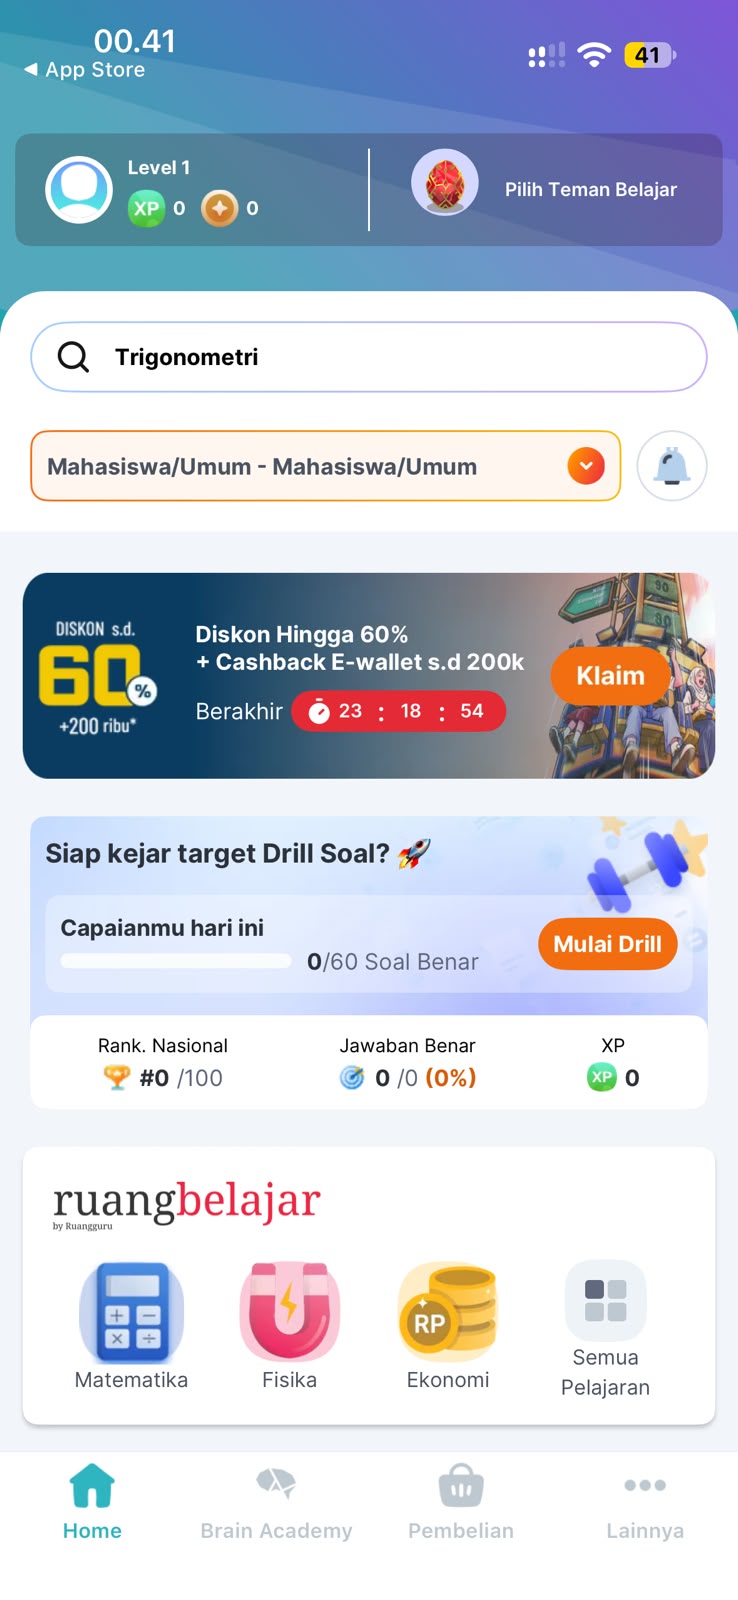 00.41
41
◀ App Store
Level 1
XP 0 0
Pilih Teman Belajar
Trigonometri
Mahasiswa/Umum - Mahasiswa/Umum
DISKON s.d.
60%
+200 ribu*
Diskon Hingga 60%
+ Cashback E-wallet s.d 200k
Berakhir 23 : 18 : 54
Klaim
90
80
Siap kejar target Drill Soal? 🚀
Capaianmu hari ini
0/60 Soal Benar
Mulai Drill
Rank. Nasional
#0 /100
Jawaban Benar
0 /0 (0%)
XP
XP 0
ruangbelajar
by Ruangguru
Matematika
Fisika
RP
Ekonomi
Semua
Pelajaran
Home
Brain Academy
Pembelian
Lainnya